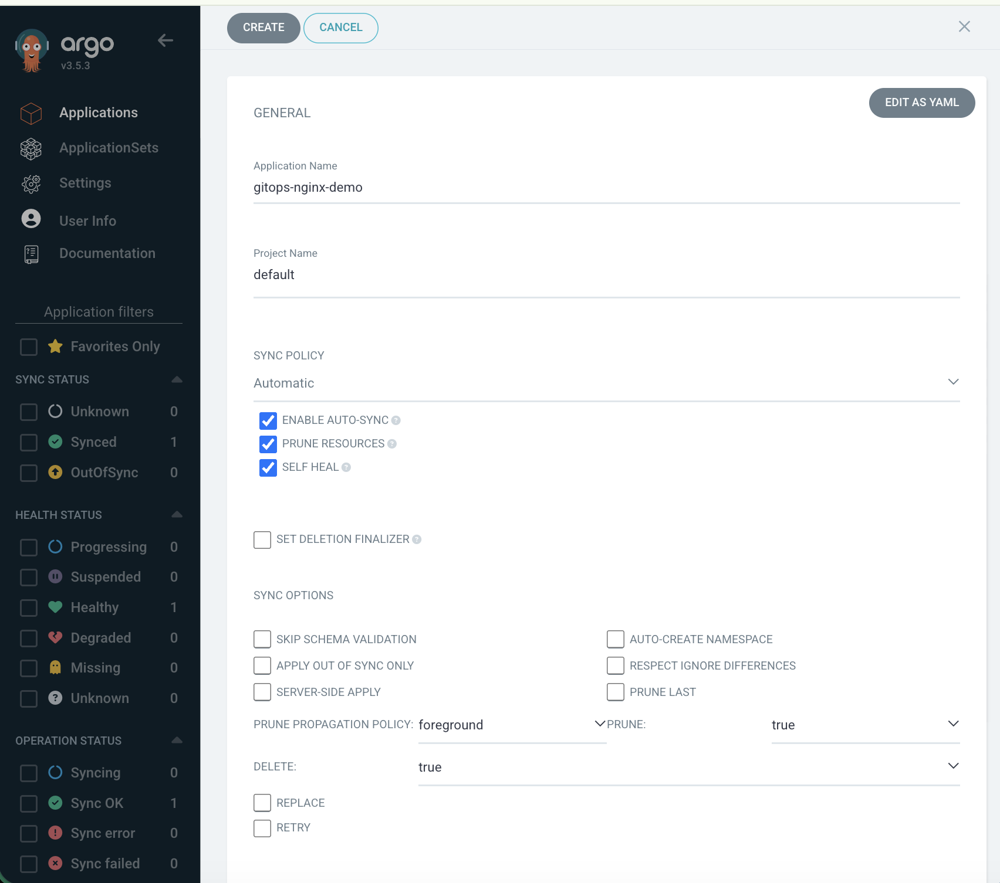 argo
v3.5.3
Applications
ApplicationSets
Settings
User Info
Documentation
Application filters
Favorites Only
SYNC STATUS
Unknown 0
Synced 1
OutOfSync 0
HEALTH STATUS
Progressing 0
Suspended 0
Healthy 1
Degraded 0
Missing 0
Unknown 0
OPERATION STATUS
Syncing 0
Sync OK 1
Sync error 0
Sync failed 0
CREATE CANCEL
GENERAL
EDIT AS YAML
Application Name
gitops-nginx-demo
Project Name
default
SYNC POLICY
Automatic
ENABLE AUTO-SYNC ?
PRUNE RESOURCES ?
SELF HEAL ?
SET DELETION FINALIZER ?
SYNC OPTIONS
SKIP SCHEMA VALIDATION AUTO-CREATE NAMESPACE
APPLY OUT OF SYNC ONLY RESPECT IGNORE DIFFERENCES
SERVER-SIDE APPLY PRUNE LAST
PRUNE PROPAGATION POLICY: foreground PRUNE: true
DELETE: true
REPLACE
RETRY